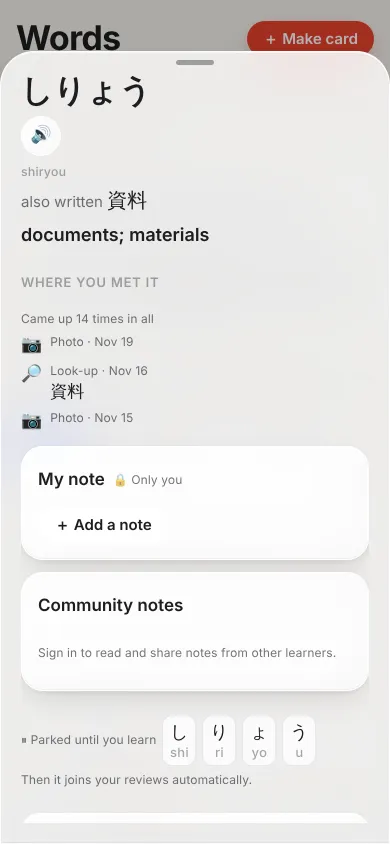 Words
+ Make card
しりょう
shiryou
also written 資料
documents; materials
WHERE YOU MET IT
Came up 14 times in all
Photo · Nov 19
Look-up · Nov 16
資料
Photo · Nov 15
My note 🔒 Only you
+ Add a note
Community notes
Sign in to read and share notes from other learners.
Parked until you learn し り ょ う
shi ri yo u
Then it joins your reviews automatically.